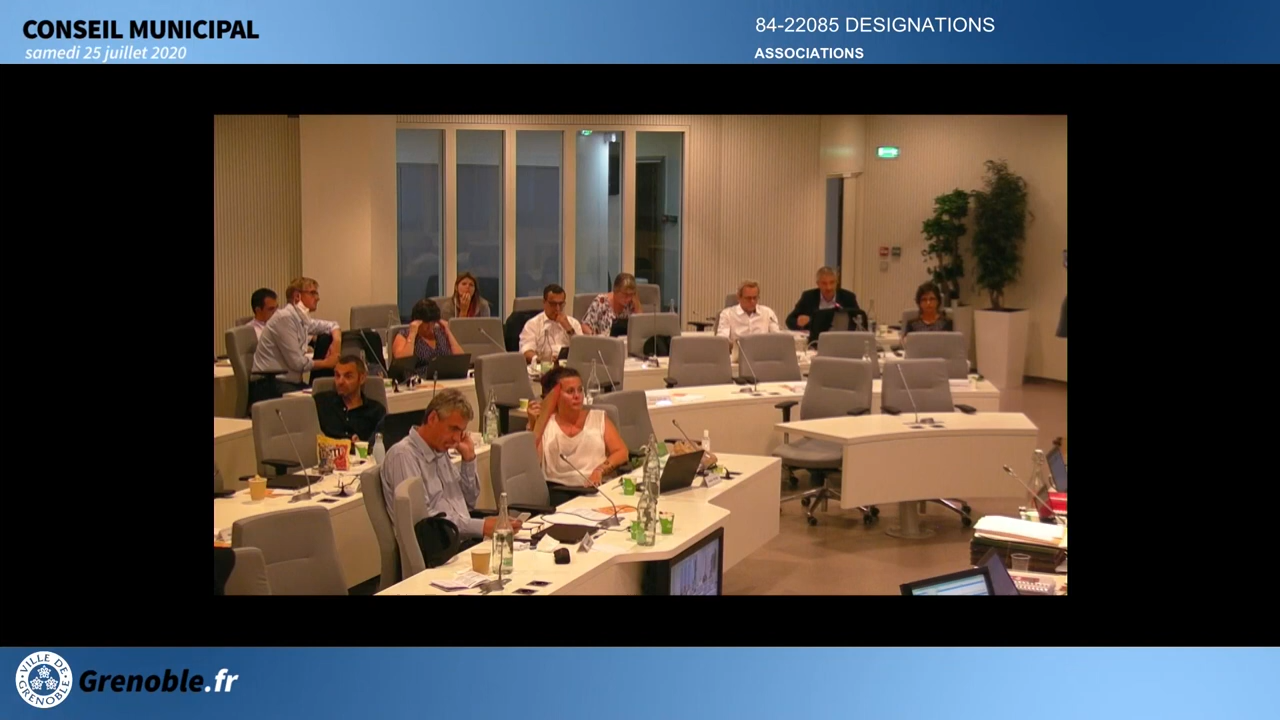 CONSEIL MUNICIPAL
samedi 25 juillet 2020
84-22085 DESIGNATIONS
ASSOCIATIONS
VILLE DE GRENOBLE
Grenoble.fr